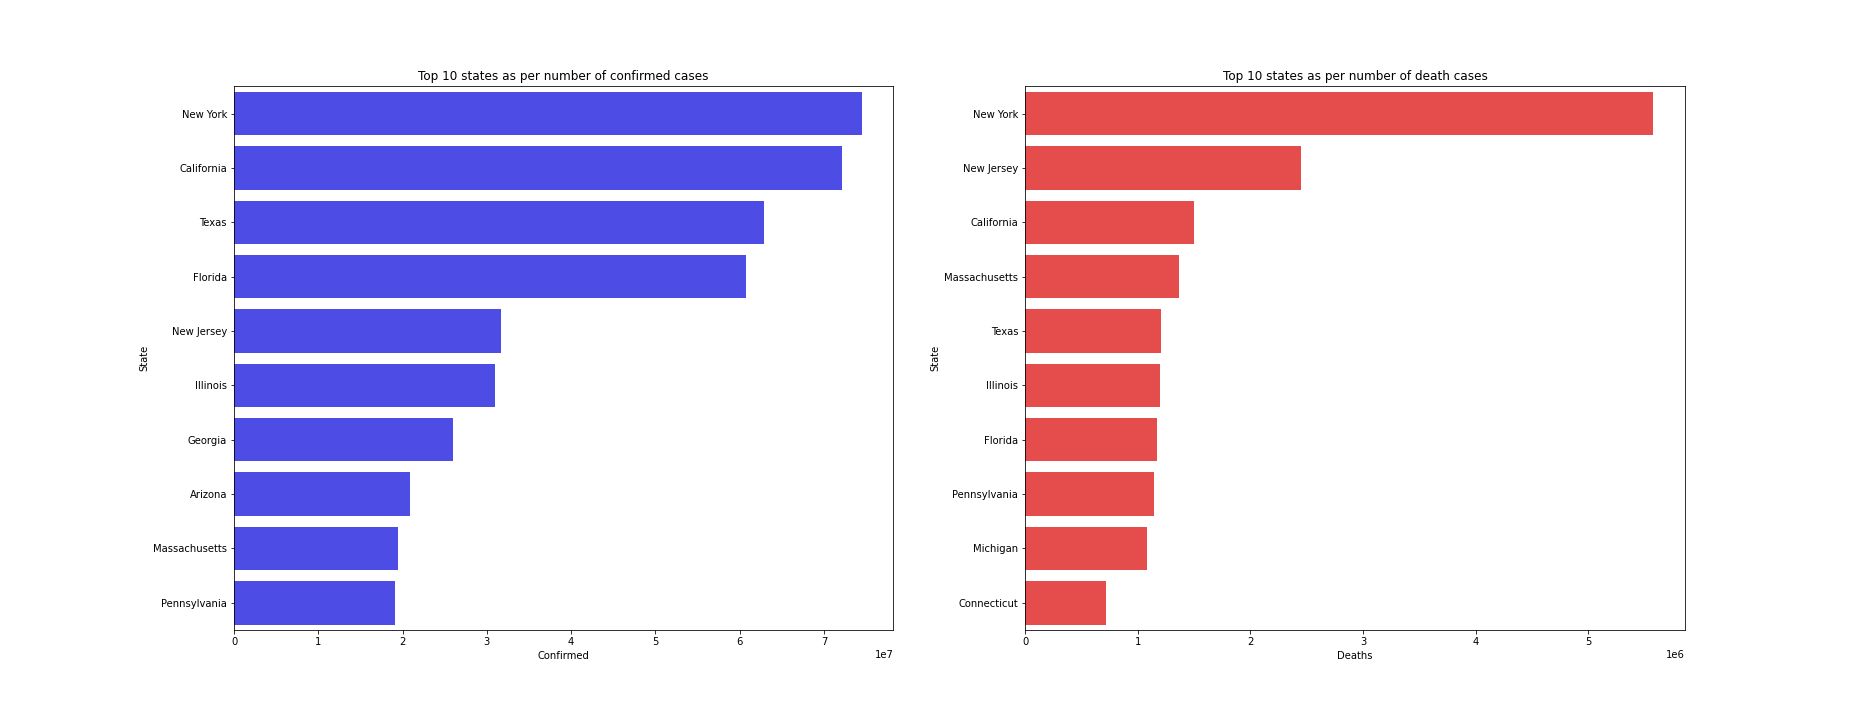 Top 10 states as per number of confirmed cases
New York
California
Texas
Florida
New Jersey
Illinois
Georgia
Arizona
Massachusetts
Pennsylvania
State
0 1 2 3 4 5 6 7
1e7
Confirmed
Top 10 states as per number of death cases
New York
New Jersey
California
Massachusetts
Texas
Illinois
Florida
Pennsylvania
Michigan
Connecticut
State
0 1 2 3 4 5
1e6
Deaths